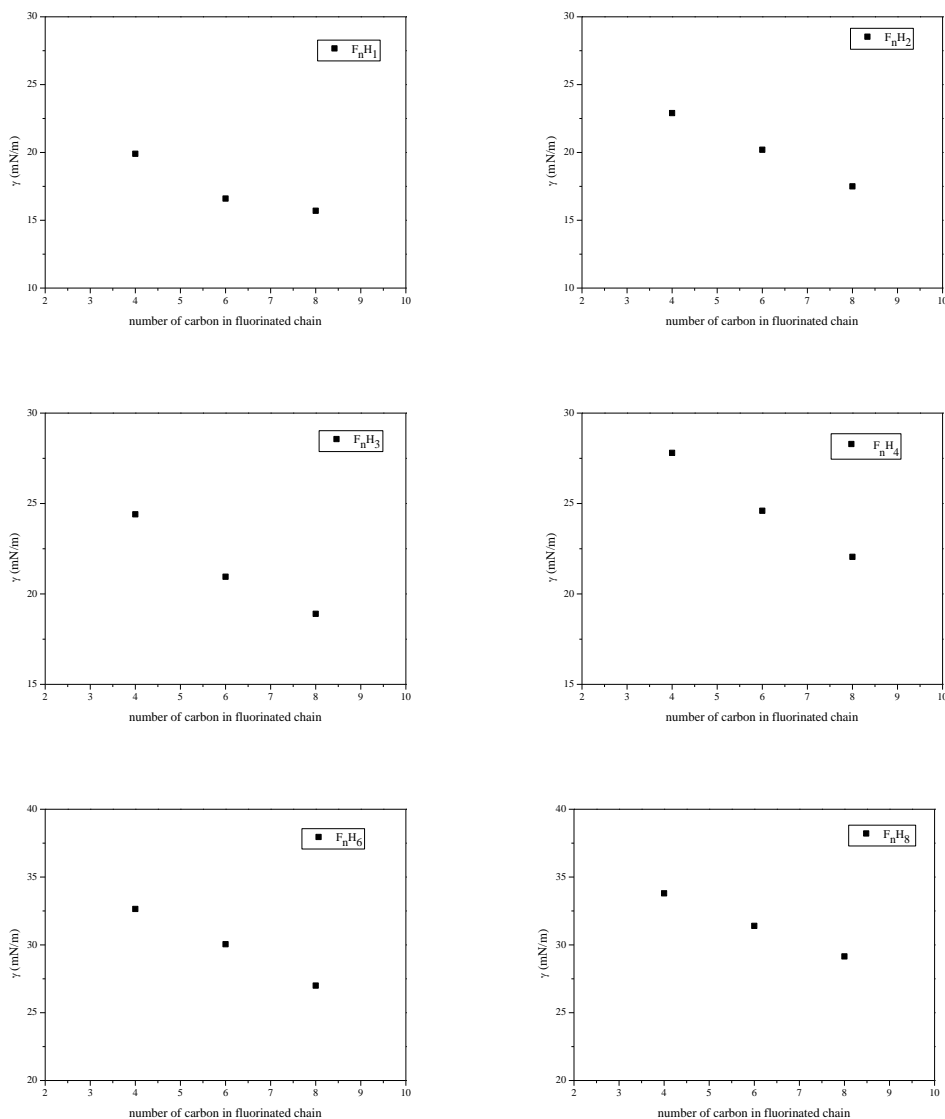 30
25
20
15
10
γ (mN/m)
F_nH_1
2 3 4 5 6 7 8 9 10
number of carbon in fluorinated chain
30
25
20
15
10
γ (mN/m)
F_nH_2
2 3 4 5 6 7 8 9 10
number of carbon in fluorinated chain
30
25
20
15
γ (mN/m)
F_nH_3
2 3 4 5 6 7 8 9 10
number of carbon in fluorinated chain
30
25
20
15
γ (mN/m)
F_nH_4
2 3 4 5 6 7 8 9 10
number of carbon in fluorinated chain
40
35
30
25
20
γ (mN/m)
F_nH_6
2 3 4 5 6 7 8 9 10
number of carbon in fluorinated chain
40
35
30
25
20
γ (mN/m)
F_nH_8
2 3 4 5 6 7 8 9 10
number of carbon in fluorinated chain